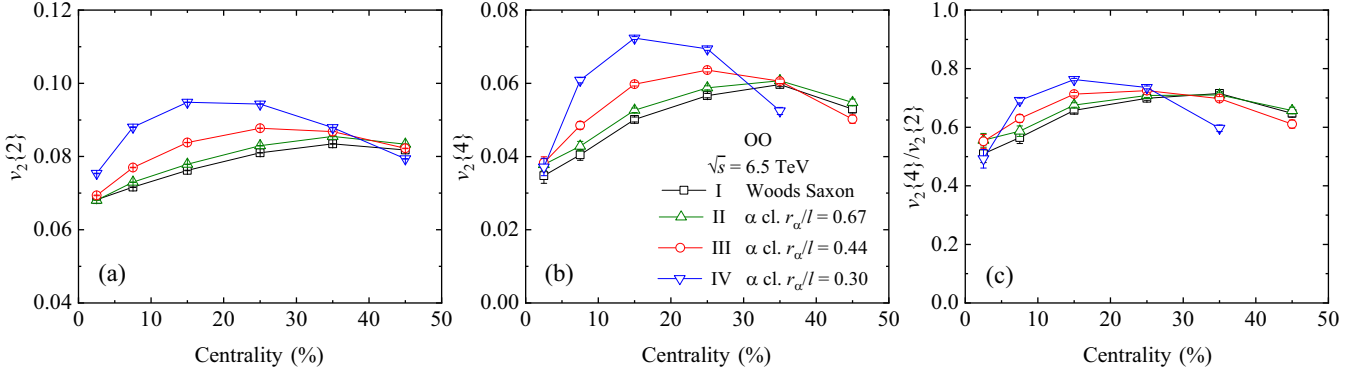 0.12
0.10
0.08
0.06
0.04
v₂{2}
(a)
0 10 20 30 40 50
Centrality (%)
0.08
0.06
0.04
0.02
0.00
v₂{4}
OO
√s = 6.5 TeV
I Woods Saxon
II α cl. rα/l = 0.67
III α cl. rα/l = 0.44
IV α cl. rα/l = 0.30
(b)
0 10 20 30 40 50
Centrality (%)
1.0
0.8
0.6
0.4
0.2
0.0
v₂{4}/v₂{2}
(c)
0 10 20 30 40 50
Centrality (%)